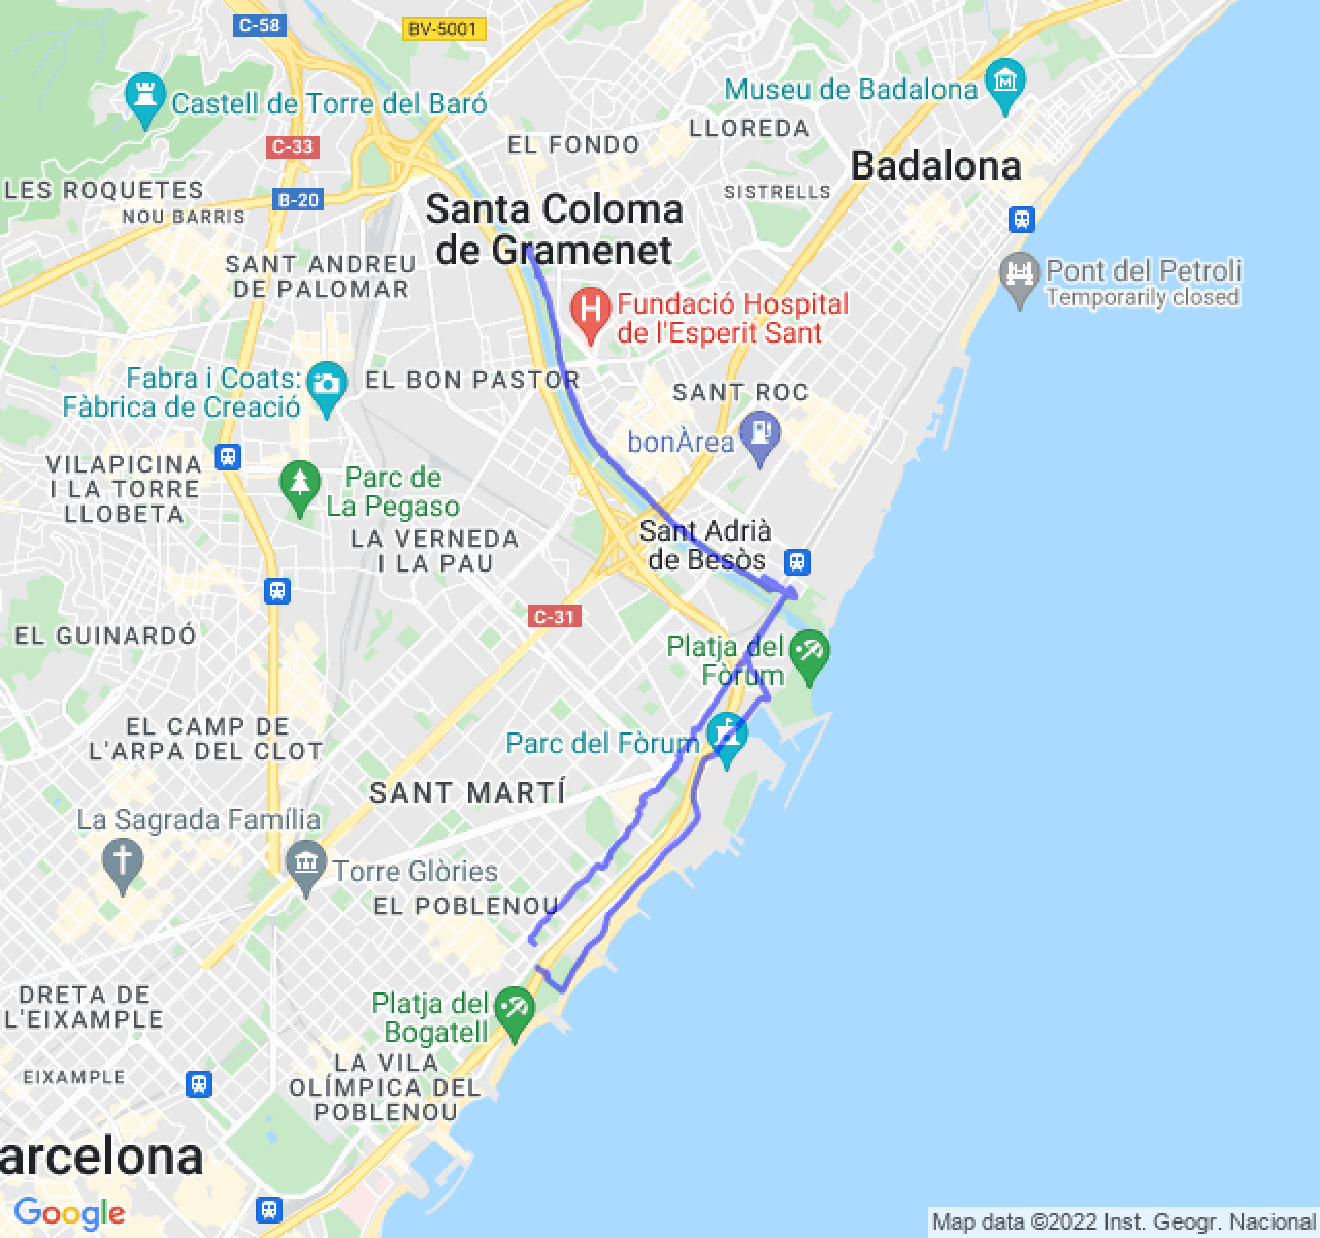 C-58
BV-5001
Castell de Torre del Baró
Museu de Badalona
LLOREDA
EL FONDO
C-33
Badalona
LES ROQUETES
B-20
SISTRELLS
NOU BARRIS
Santa Coloma
de Gramenet
SANT ANDREU
DE PALOMAR
Pont del Petroli
Temporarily closed
Fundació Hospital
de l'Esperit Sant
Fabra i Coats:
Fàbrica de Creació
EL BON PASTOR
SANT ROC
bonÀrea
VILAPICINA
I LA TORRE
LLOBETA
Parc de
La Pegaso
LA VERNEDA
I LA PAU
Sant Adrià
de Besòs
C-31
EL GUINARDÓ
Platja del
Fòrum
EL CAMP DE
L'ARPA DEL CLOT
Parc del Fòrum
SANT MARTÍ
La Sagrada Família
Torre Glòries
EL POBLENOU
DRETA DE
L'EIXAMPLE
Platja del
Bogatell
EIXAMPLE
LA VILA
OLÍMPICA DEL
POBLENOU
arcelona
Google
Map data ©2022 Inst. Geogr. Nacional